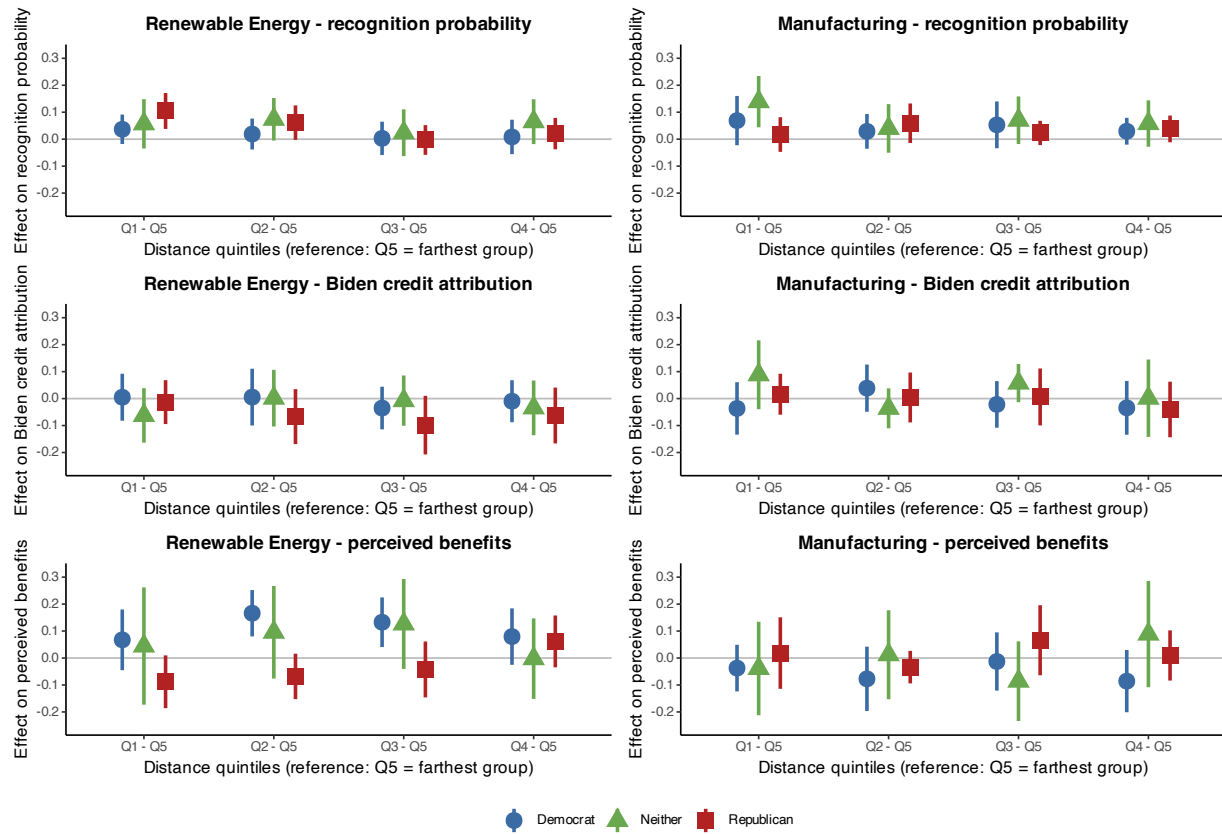 Renewable Energy - recognition probability
Effect on recognition probability
0.3
0.2
0.1
0.0
-0.1
-0.2
Q1 - Q5
Q2 - Q5
Q3 - Q5
Q4 - Q5
Distance quintiles (reference: Q5 = farthest group)
Manufacturing - recognition probability
Effect on recognition probability
0.3
0.2
0.1
0.0
-0.1
-0.2
Q1 - Q5
Q2 - Q5
Q3 - Q5
Q4 - Q5
Distance quintiles (reference: Q5 = farthest group)
Renewable Energy - Biden credit attribution
Effect on Biden credit attribution
0.3
0.2
0.1
0.0
-0.1
-0.2
Q1 - Q5
Q2 - Q5
Q3 - Q5
Q4 - Q5
Distance quintiles (reference: Q5 = farthest group)
Manufacturing - Biden credit attribution
Effect on Biden credit attribution
0.3
0.2
0.1
0.0
-0.1
-0.2
Q1 - Q5
Q2 - Q5
Q3 - Q5
Q4 - Q5
Distance quintiles (reference: Q5 = farthest group)
Renewable Energy - perceived benefits
Effect on perceived benefits
0.3
0.2
0.1
0.0
-0.1
-0.2
Q1 - Q5
Q2 - Q5
Q3 - Q5
Q4 - Q5
Distance quintiles (reference: Q5 = farthest group)
Manufacturing - perceived benefits
Effect on perceived benefits
0.3
0.2
0.1
0.0
-0.1
-0.2
Q1 - Q5
Q2 - Q5
Q3 - Q5
Q4 - Q5
Distance quintiles (reference: Q5 = farthest group)
Democrat
Neither
Republican